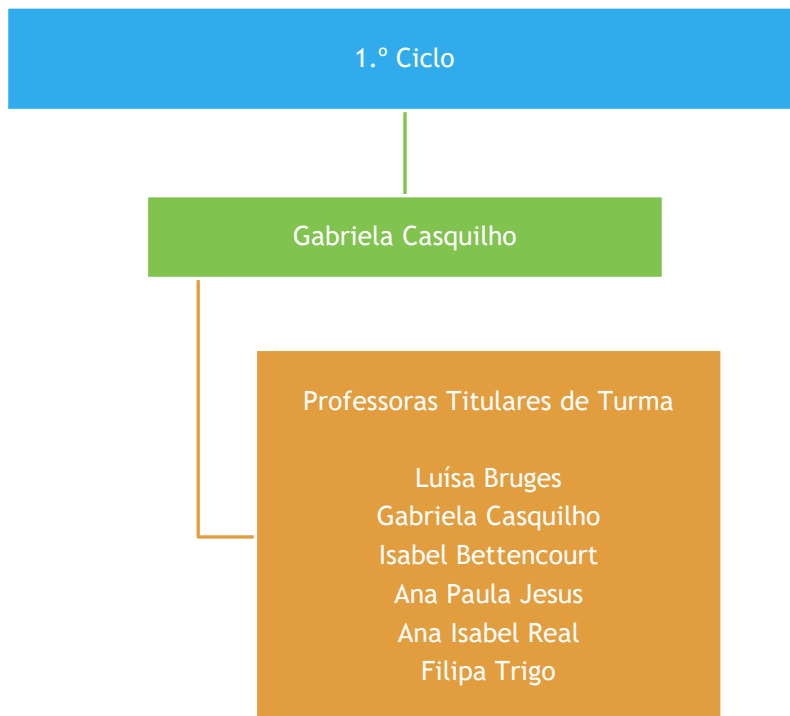 1.º Ciclo
Gabriela Casquilho
Professoras Titulares de Turma
Luísa Bruges
Gabriela Casquilho
Isabel Bettencourt
Ana Paula Jesus
Ana Isabel Real
Filipa Trigo